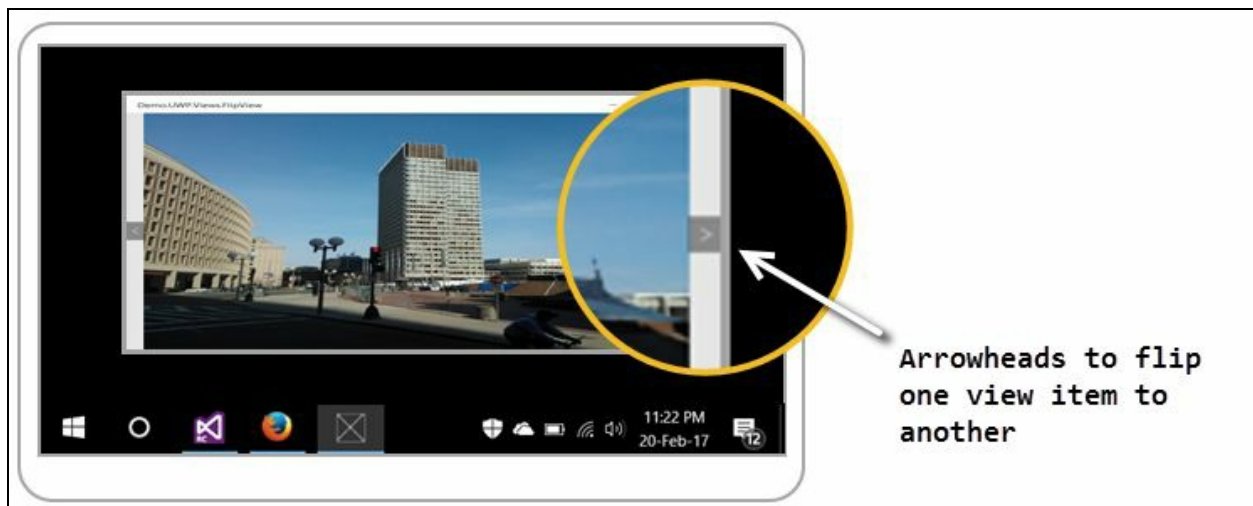 Demo.UWP.Views.FlipView
<
>
Arrowheads to flip
one view item to
another
RC
11:22 PM
20-Feb-17
12